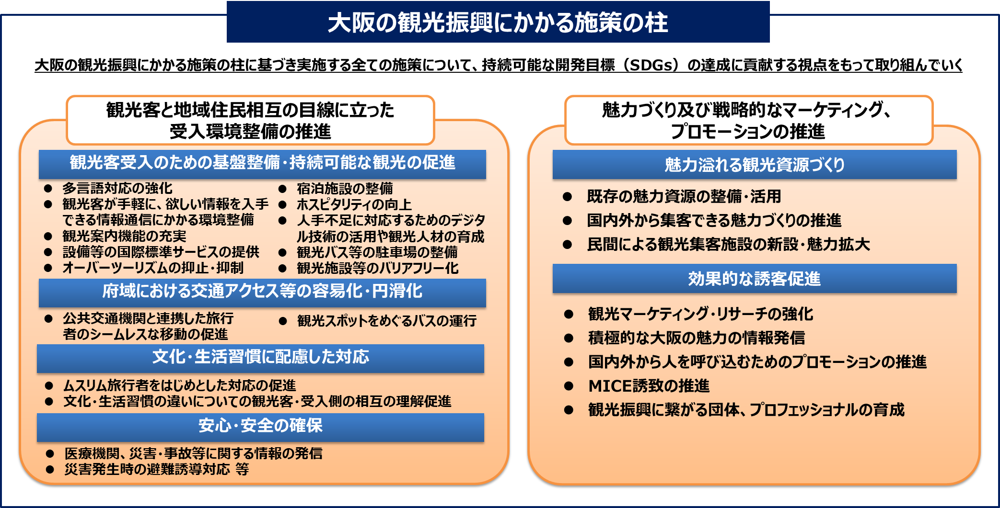 大阪の観光振興にかかる施策の柱
大阪の観光振興にかかる施策の柱に基づき実施する全ての施策について、持続可能な開発目標（SDGs）の達成に貢献する視点をもって取り組んでいく
観光客と地域住民相互の目線に立った
受入環境整備の推進
観光客受入のための基盤整備･持続可能な観光の促進
● 多言語対応の強化
● 観光客が手軽に、欲しい情報を入手
できる情報通信にかかる環境整備
● 観光案内機能の充実
● 設備等の国際標準サービスの提供
● オーバーツーリズムの抑止･抑制
● 宿泊施設の整備
● ホスピタリティの向上
● 人手不足に対応するためのデジタ
ル技術の活用や観光人材の育成
● 観光バス等の駐車場の整備
● 観光施設等のバリアフリー化
府域における交通アクセス等の容易化･円滑化
● 公共交通機関と連携した旅行
者のシームレスな移動の促進
● 観光スポットをめぐるバスの運行
文化･生活習慣に配慮した対応
● ムスリム旅行者をはじめとした対応の促進
● 文化･生活習慣の違いについての観光客･受入側の相互の理解促進
安心･安全の確保
● 医療機関、災害･事故等に関する情報の発信
● 災害発生時の避難誘導対応 等
魅力づくり及び戦略的なマーケティング、
プロモーションの推進
魅力溢れる観光資源づくり
● 既存の魅力資源の整備･活用
● 国内外から集客できる魅力づくりの推進
● 民間による観光集客施設の新設･魅力拡大
効果的な誘客促進
● 観光マーケティング･リサーチの強化
● 積極的な大阪の魅力の情報発信
● 国内外から人を呼び込むためのプロモーションの推進
● MICE誘致の推進
● 観光振興に繋がる団体、プロフェッショナルの育成